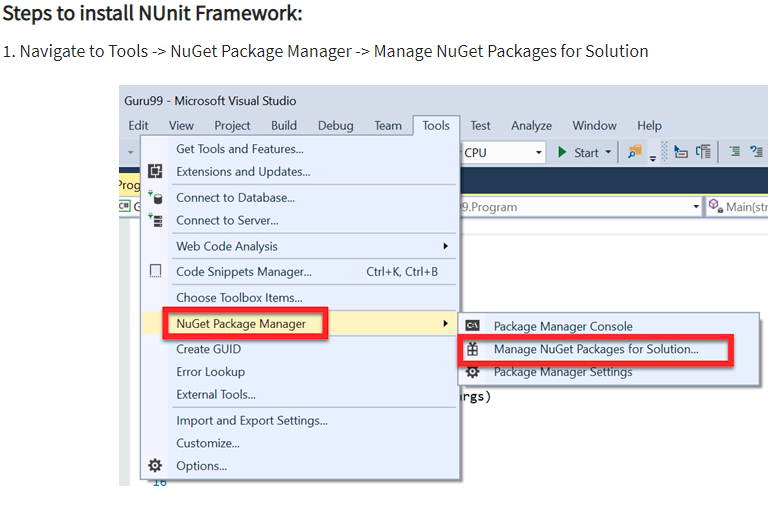 Steps to install NUnit Framework:
1. Navigate to Tools -> NuGet Package Manager -> Manage NuGet Packages for Solution
Guru99 - Microsoft Visual Studio
Edit View Project Build Debug Team Tools Test Analyze Window Help
Get Tools and Features...
CPU Start
Extensions and Updates...
Prog
Connect to Database...
C# G 9.Program Main(str
Connect to Server...
Web Code Analysis
Code Snippets Manager... Ctrl+K, Ctrl+B
Choose Toolbox Items...
NuGet Package Manager
Package Manager Console
Create GUID
Manage NuGet Packages for Solution...
Error Lookup
Package Manager Settings
External Tools...
rgs)
Import and Export Settings...
Customize...
Options...
16